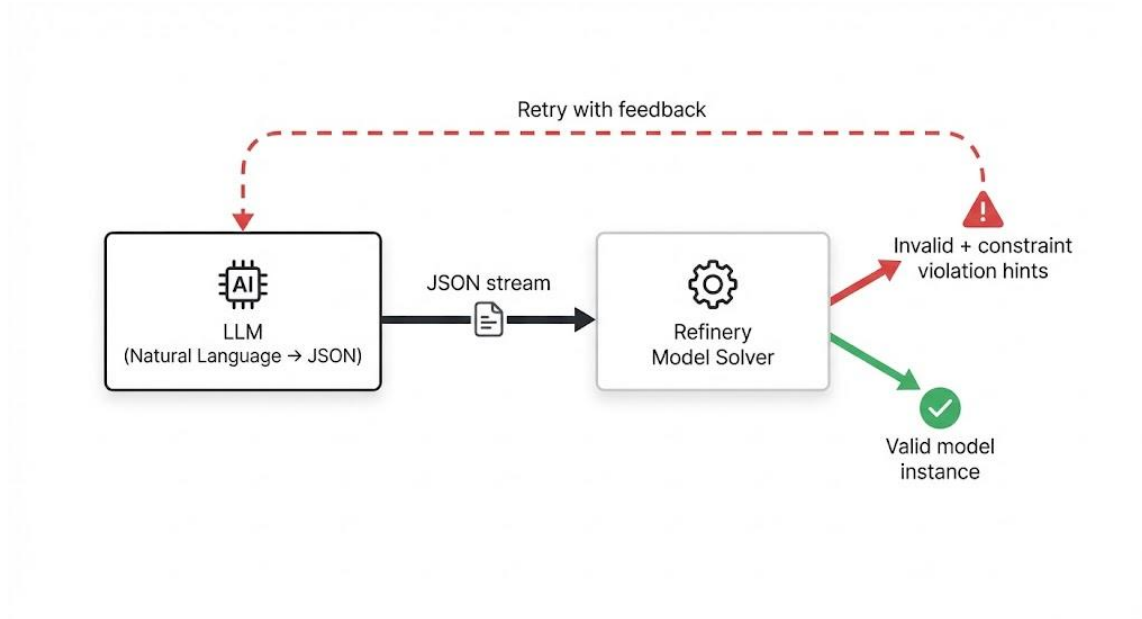 Retry with feedback
AI
LLM
(Natural Language → JSON)
JSON stream
Refinery
Model Solver
Invalid + constraint
violation hints
Valid model
instance